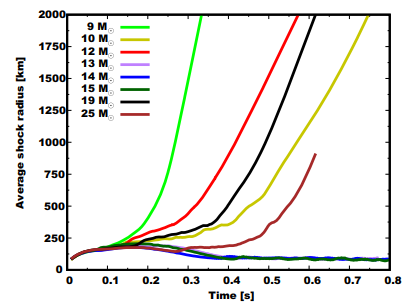 2000
1750
1500
1250
1000
750
500
250
0
Average shock radius [km]
9 M☉
10 M☉
12 M☉
13 M☉
14 M☉
15 M☉
19 M☉
25 M☉
0 0.1 0.2 0.3 0.4 0.5 0.6 0.7 0.8
Time [s]